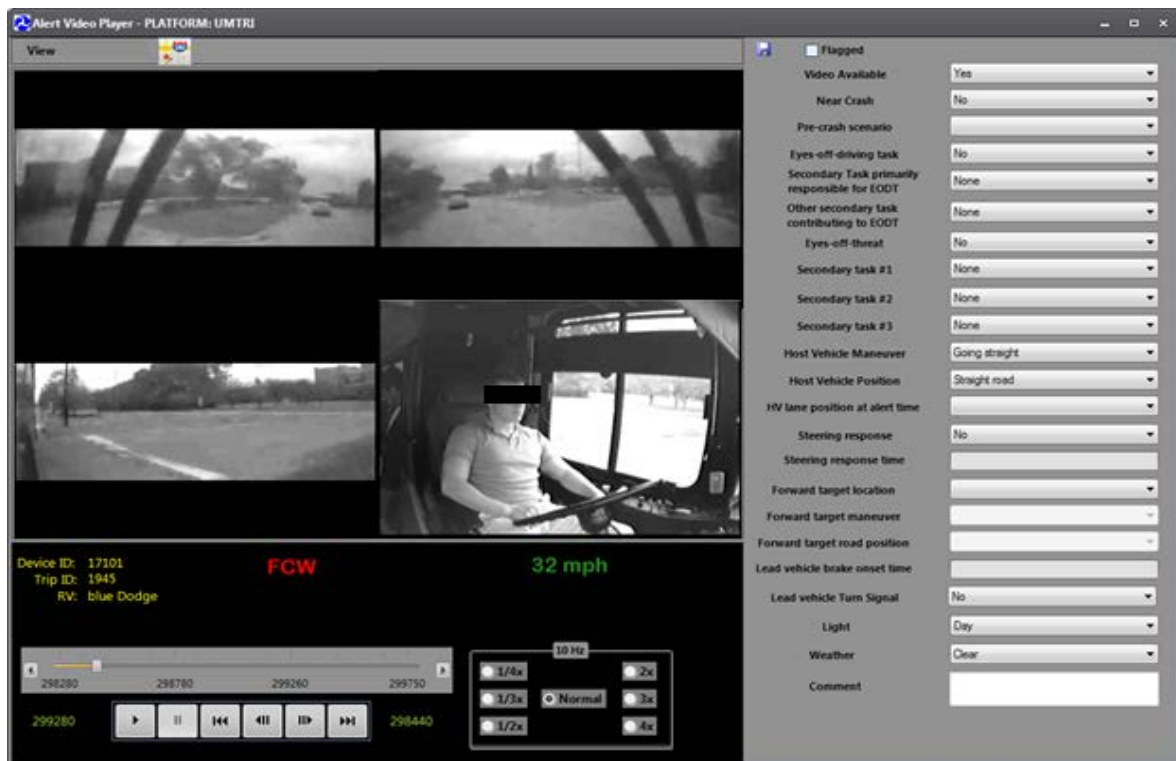 Alert Video Player - PLATFORM: UMTRI
View
Flagged
Video Available Yes
Near Crash No
Pre-crash scenario
Eyes-off-driving task No
Secondary Task primarily
responsible for EODT None
Other secondary task
contributing to EODT None
Eyes-off-threat No
Secondary task #1 None
Secondary task #2 None
Secondary task #3 None
Host Vehicle Maneuver Going straight
Host Vehicle Position Straight road
HV lane position at alert time
Steering response No
Steering response time
Forward target location
Forward target maneuver
Forward target road position
Lead vehicle brake onset time
Lead vehicle Turn Signal No
Light Day
Weather Clear
Comment
Device ID: 17101
Trip ID: 1945
RV: blue Dodge
FCW
32 mph
298280 298780 299260 299750
299280 298440
10 Hz
1/4x 2x
1/3x Normal 3x
1/2x 4x